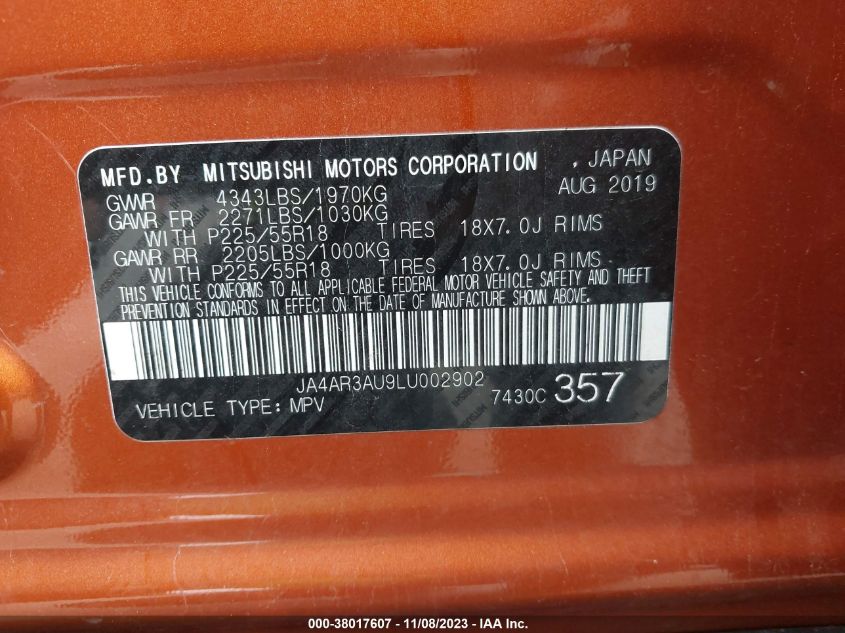 MFD.BY MITSUBISHI MOTORS CORPORATION , JAPAN
GVWR 4343LBS/1970KG AUG 2019
GAWR FR 2271LBS/1030KG
WITH P225/55R18 TIRES 18X7.0J RIMS
GAWR RR 2205LBS/1000KG
WITH P225/55R18 TIRES 18X7.0J RIMS
THIS VEHICLE CONFORMS TO ALL APPLICABLE FEDERAL MOTOR VEHICLE SAFETY AND THEFT
PREVENTION STANDARDS IN EFFECT ON THE DATE OF MANUFACTURE SHOWN ABOVE.
JA4AR3AU9LU002902
VEHICLE TYPE: MPV 7430C 357
000-38017607 - 11/08/2023 - IAA Inc.